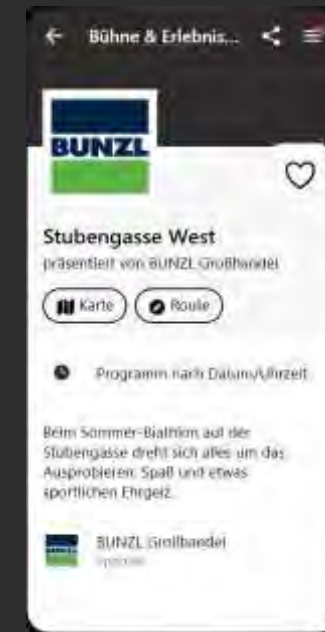 Bühne & Erlebnis...
BUNZL
Stubengasse West
präsentiert von BUNZL Großhandel
Karte
Route
Programm nach Datum/Uhrzeit
Beim Sommer-Biathlon auf der
Stubengasse dreht sich alles um das
Ausprobieren, Spaß und etwas
sportlichen Ehrgeiz.
BUNZL
BUNZL Großhandel